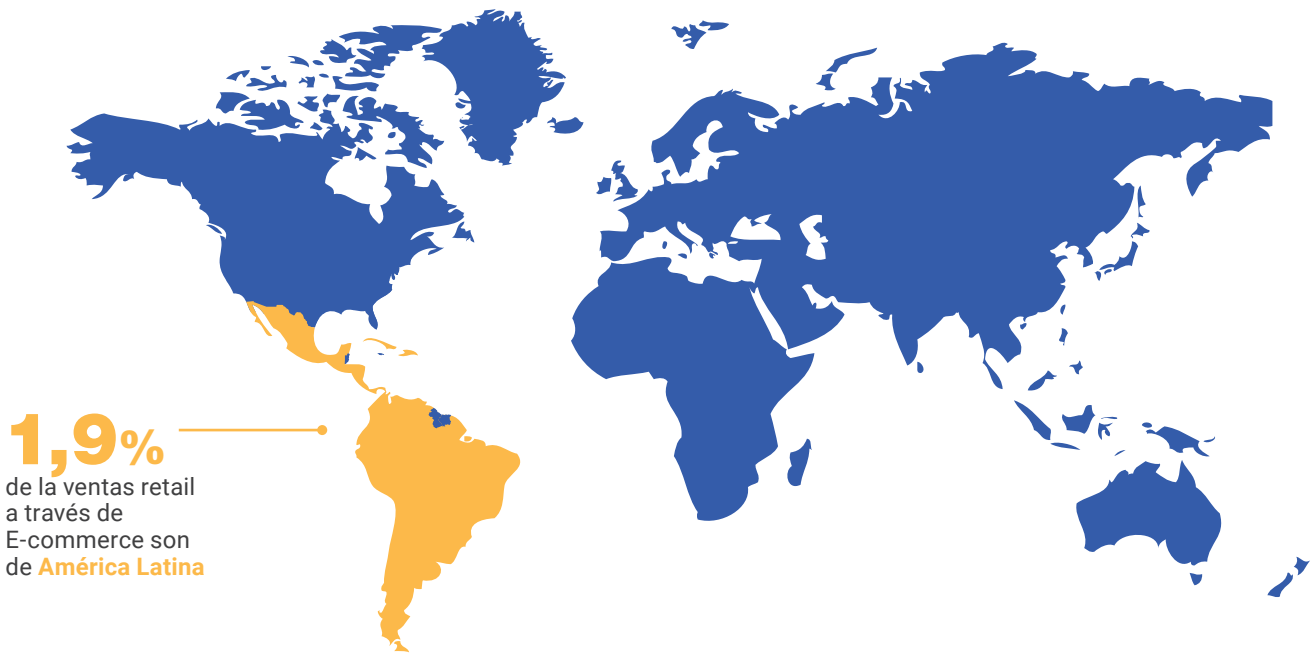 1,9%
de la ventas retail
a través de
E-commerce son
de América Latina